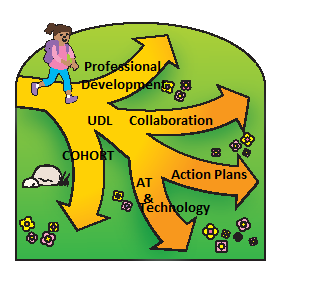 Professional
Development
UDL
Collaboration
COHORT
Action Plans
AT
&
Technology